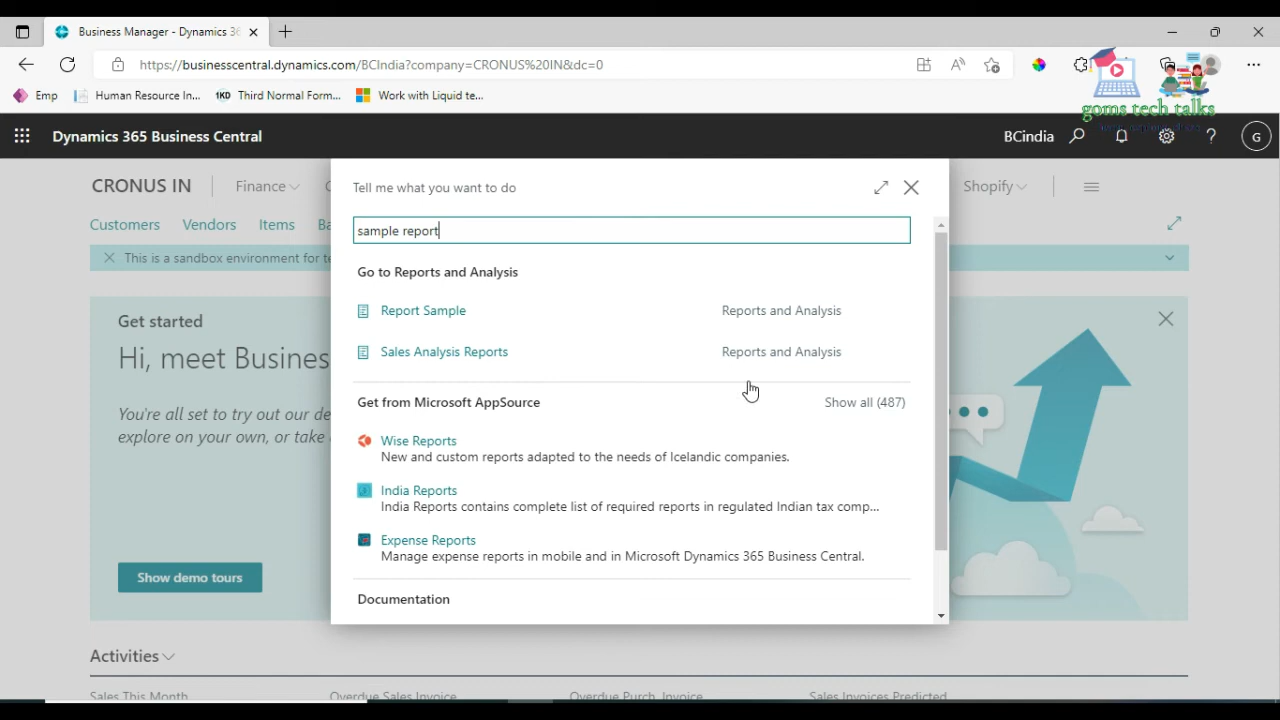 Business Manager - Dynamics 36
https://businesscentral.dynamics.com/BCIndia?company=CRONUS%20IN&dc=0
Emp
Human Resource In...
1KD Third Normal Form...
Work with Liquid te...
goms tech talks
Dynamics 365 Business Central
BCindia
?
G
CRONUS IN
Finance
Shopify
Tell me what you want to do
Customers
Vendors
Items
Ba
sample report
This is a sandbox environment for te
Go to Reports and Analysis
Report Sample
Reports and Analysis
Sales Analysis Reports
Reports and Analysis
Get started
Hi, meet Busines
You're all set to try out our de
explore on your own, or take
Get from Microsoft AppSource
Show all (487)
Wise Reports
New and custom reports adapted to the needs of Icelandic companies.
India Reports
India Reports contains complete list of required reports in regulated Indian tax comp...
Expense Reports
Manage expense reports in mobile and in Microsoft Dynamics 365 Business Central.
Show demo tours
Documentation
Activities
Sales This Month
Overdue Sales Invoice
Overdue Purch. Invoice
Sales Invoices Predicted